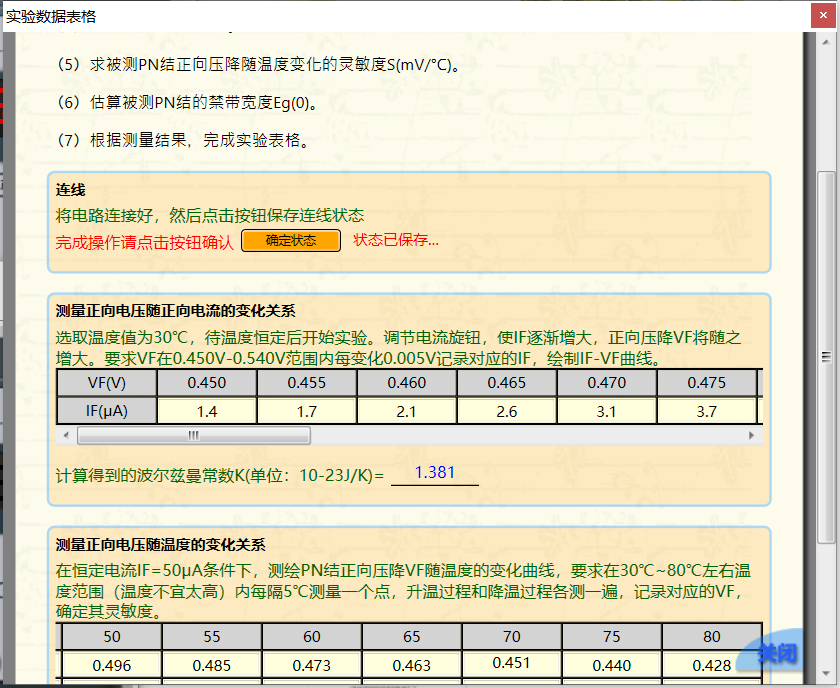 实验数据表格
(5) 求被测PN结正向压降随温度变化的灵敏度S(mV/℃)。
(6) 估算被测PN结的禁带宽度Eg(0)。
(7) 根据测量结果，完成实验表格。
连线
将电路连接好，然后点击按钮保存连线状态
完成操作请点击按钮确认 确定状态 状态已保存...
测量正向电压随正向电流的变化关系
选取温度值为30℃，待温度恒定后开始实验。调节电流旋钮，使IF逐渐增大，正向压降VF将随之
增大。要求VF在0.450V-0.540V范围内每变化0.005V记录对应的IF，绘制IF-VF曲线。
VF(V) 0.450 0.455 0.460 0.465 0.470 0.475
IF(μA) 1.4 1.7 2.1 2.6 3.1 3.7
计算得到的波尔兹曼常数K(单位：10-23J/K)= 1.381
测量正向电压随温度的变化关系
在恒定电流IF=50μA条件下，测绘PN结正向压降VF随温度的变化曲线，要求在30℃~80℃左右温
度范围（温度不宜太高）内每隔5℃测量一个点，升温过程和降温过程各测一遍，记录对应的VF，
确定其灵敏度。
50 55 60 65 70 75 80
0.496 0.485 0.473 0.463 0.451 0.440 0.428
关闭